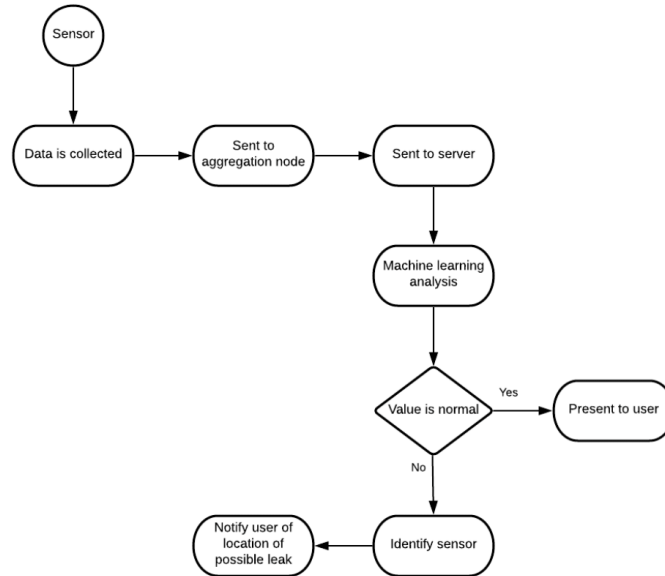 Sensor
Data is collected
Sent to
aggregation node
Sent to server
Machine learning
analysis
Value is normal
Yes
Present to user
No
Identify sensor
Notify user of
location of
possible leak